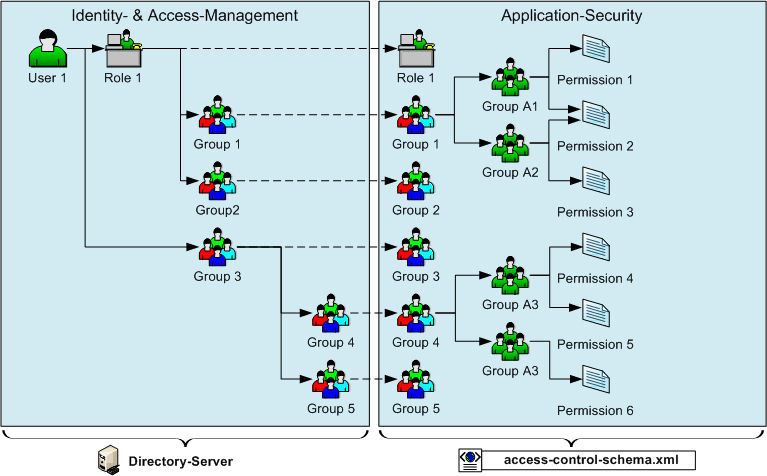 Identity- & Access-Management
Application-Security
User 1
Role 1
Role 1
Group A1
Permission 1
Group 1
Group 1
Group A2
Permission 2
Group2
Group 2
Permission 3
Group 3
Group 3
Group A3
Permission 4
Group 4
Group 4
Group A3
Permission 5
Group 5
Group 5
Permission 6
Directory-Server
access-control-schema.xml